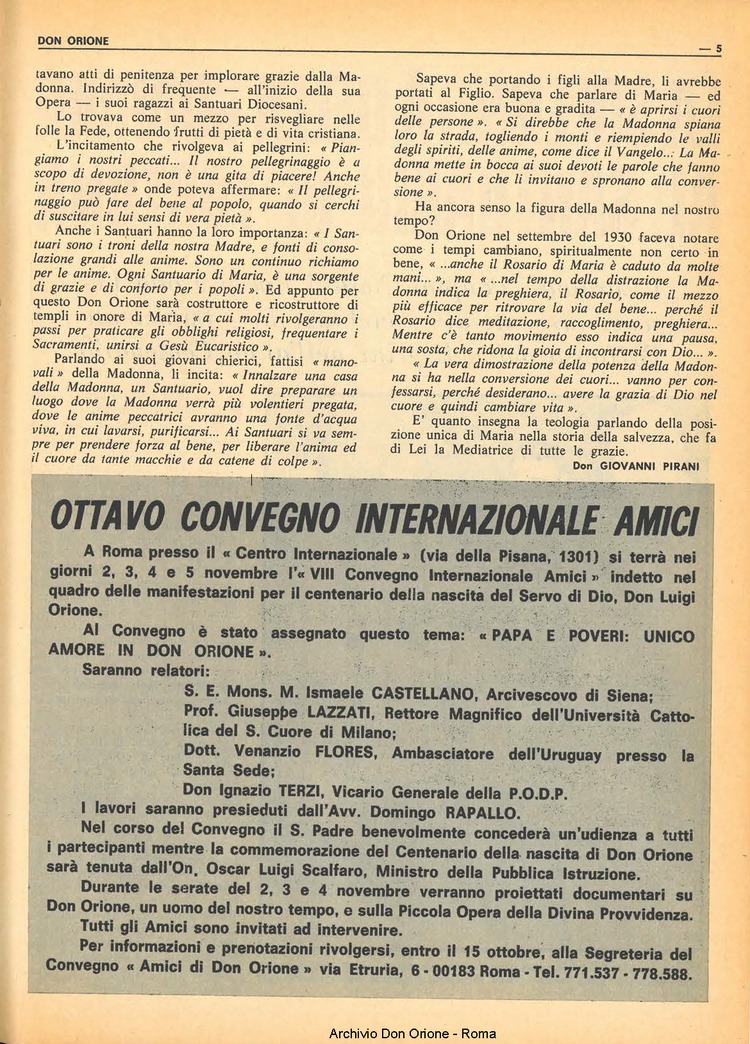 DON ORIONE
— 5
tavano atti di penitenza per implorare grazie dalla Ma-
donna. Indirizzò di frequente — all'inizio della sua
Opera — i suoi ragazzi ai Santuari Diocesani.
Lo trovava come un mezzo per risvegliare nelle
folle la Fede, ottenendo frutti di pietà e di vita cristiana.
L'incitamento che rivolgeva ai pellegrini: « Pian-
giamo i nostri peccati... Il nostro pellegrinaggio è a
scopo di devozione, non è una gita di piacere! Anche
in treno pregate » onde poteva affermare: « Il pellegri-
naggio può fare del bene al popolo, quando si cerchi
di suscitare in lui sensi di vera pietà ».
Anche i Santuari hanno la loro importanza: « I San-
tuari sono i troni della nostra Madre, e fonti di conso-
lazione grandi alle anime. Sono un continuo richiamo
per le anime. Ogni Santuario di Maria, è una sorgente
di grazie e di conforto per i popoli ». Ed appunto per
questo Don Orione sarà costruttore e ricostruttore di
templi in onore di Maria, « a cui molti rivolgeranno i
passi per praticare gli obblighi religiosi, frequentare i
Sacramenti, unirsi a Gesù Eucaristico ».
Parlando ai suoi giovani chierici, fattisi « mano-
vali » della Madonna, li incita: « Innalzare una casa
della Madonna, un Santuario, vuol dire preparare un
luogo dove la Madonna verrà più volentieri pregata,
dove le anime peccatrici avranno una fonte d'acqua
viva, in cui lavarsi, purificarsi... Ai Santuari si va sem-
pre per prendere forza al bene, per liberare l'anima ed
il cuore da tante macchie e da catene di colpe ».
Sapeva che portando i figli alla Madre, li avrebbe
portati al Figlio. Sapeva che parlare di Maria — ed
ogni occasione era buona e gradita — « è aprirsi i cuori
delle persone ». « Si direbbe che la Madonna spiana
loro la strada, togliendo i monti e riempiendo le valli
degli spiriti, delle anime, come dice il Vangelo... La Ma-
donna mette in bocca ai suoi devoti le parole che fanno
bene ai cuori e che li invitano e spronano alla conver-
sione ».
Ha ancora senso la figura della Madonna nel nostro
tempo?
Don Orione nel settembre del 1930 faceva notare
come i tempi cambiano, spiritualmente non certo in
bene, « ...anche il Rosario di Maria è caduto da molte
mani... », ma « ...nel tempo della distrazione la Ma-
donna indica la preghiera, il Rosario, come il mezzo
più efficace per ritrovare la via del bene... perché il
Rosario dice meditazione, raccoglimento, preghiera...
Mentre c'è tanto movimento esso indica una pausa,
una sosta, che ridona la gioia di incontrarsi con Dio... ».
« La vera dimostrazione della potenza della Madon-
na si ha nella conversione dei cuori... vanno per con-
fessarsi, perché desiderano... avere la grazia di Dio nel
cuore e quindi cambiare vita ».
E' quanto insegna la teologia parlando della posi-
zione unica di Maria nella storia della salvezza, che fa
di Lei la Mediatrice di tutte le grazie.
Don GIOVANNI PIRANI
OTTAVO CONVEGNO INTERNAZIONALE AMICI
A Roma presso il « Centro Internazionale » (via della Pisana, 1301) si terrà nei
giorni 2, 3, 4 e 5 novembre l'« VIII Convegno Internazionale Amici » indetto nel
quadro delle manifestazioni per il centenario della nascita del Servo di Dio, Don Luigi
Orione.
Al Convegno è stato assegnato questo tema: « PAPA E POVERI: UNICO
AMORE IN DON ORIONE ».
Saranno relatori:
S. E. Mons. M. Ismaele CASTELLANO, Arcivescovo di Siena;
Prof. Giuseppe LAZZATI, Rettore Magnifico dell'Università Catto-
lica del S. Cuore di Milano;
Dott. Venanzio FLORES, Ambasciatore dell'Uruguay presso la
Santa Sede;
Don Ignazio TERZI, Vicario Generale della P.O.D.P.
I lavori saranno presieduti dall'Avv. Domingo RAPALLO.
Nel corso del Convegno il S. Padre benevolmente concederà un'udienza a tutti
i partecipanti mentre la commemorazione del Centenario della nascita di Don Orione
sarà tenuta dall'On. Oscar Luigi Scalfaro, Ministro della Pubblica Istruzione.
Durante le serate del 2, 3 e 4 novembre verranno proiettati documentari su
Don Orione, un uomo del nostro tempo, e sulla Piccola Opera della Divina Provvidenza.
Tutti gli Amici sono invitati ad intervenire.
Per informazioni e prenotazioni rivolgersi, entro il 15 ottobre, alla Segreteria del
Convegno « Amici di Don Orione » via Etruria, 6 - 00183 Roma - Tel. 771.537 - 778.588.
Archivio Don Orione - Roma